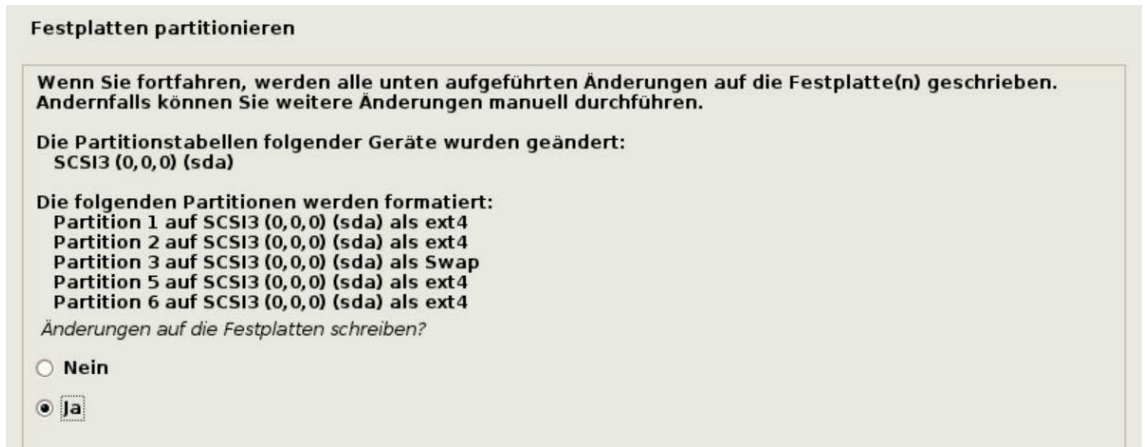 Festplatten partitionieren
Wenn Sie fortfahren, werden alle unten aufgeführten Änderungen auf die Festplatte(n) geschrieben.
Andernfalls können Sie weitere Änderungen manuell durchführen.
Die Partitionstabellen folgender Geräte wurden geändert:
SCSI3 (0,0,0) (sda)
Die folgenden Partitionen werden formatiert:
Partition 1 auf SCSI3 (0,0,0) (sda) als ext4
Partition 2 auf SCSI3 (0,0,0) (sda) als ext4
Partition 3 auf SCSI3 (0,0,0) (sda) als Swap
Partition 5 auf SCSI3 (0,0,0) (sda) als ext4
Partition 6 auf SCSI3 (0,0,0) (sda) als ext4
Änderungen auf die Festplatten schreiben?
Nein
Ja